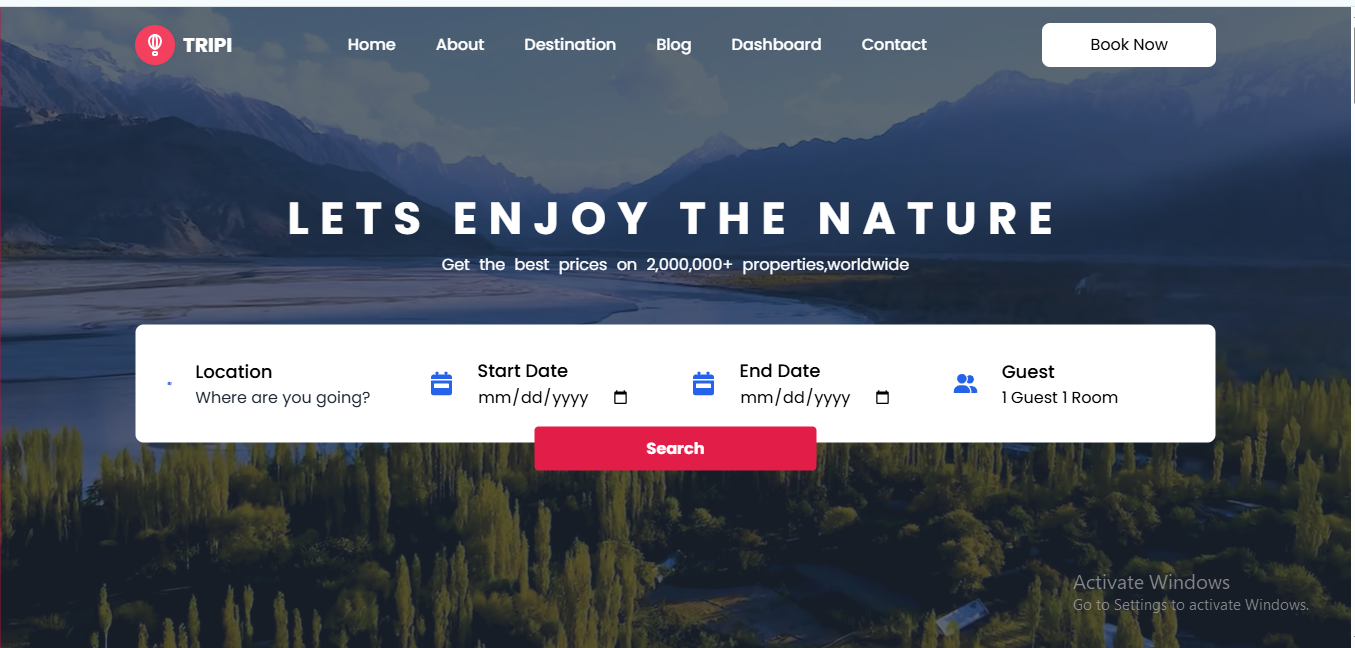 TRIPI Home About Destination Blog Dashboard Contact Book Now
LETS ENJOY THE NATURE
Get the best prices on 2,000,000+ properties,worldwide
Location Start Date End Date Guest
Where are you going? mm/dd/yyyy mm/dd/yyyy 1 Guest 1 Room
Search
Activate Windows
Go to Settings to activate Windows.